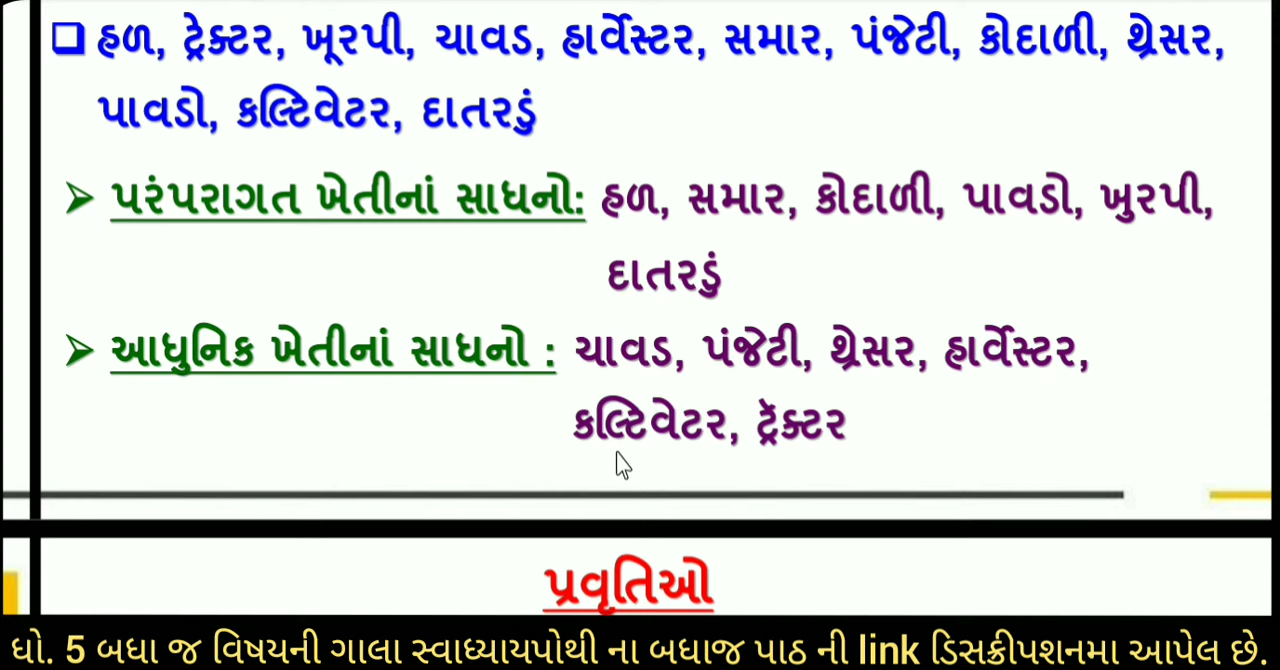 હળ, ટ્રેક્ટર, ખૂરપી, ચાવડ, હાર્વેસ્ટર, સમાર, પંજેટી, કોદાળી, થ્રેસર,
પાવડો, કલ્ટિવેટર, દાતરડું
પરંપરાગત ખેતીનાં સાધનો: હળ, સમાર, કોદાળી, પાવડો, ખુરપી,
દાતરડું
આધુનિક ખેતીનાં સાધનો : ચાવડ, પંજેટી, થ્રેસર, હાર્વેસ્ટર,
કલ્ટિવેટર, ટ્રૅક્ટર
પ્રવૃતિઓ
ધો. 5 બધા જ વિષયની ગાલા સ્વાધ્યાયપોથી ના બધાજ પાઠ ની link ડિસક્રીપશનમા આપેલ છે.